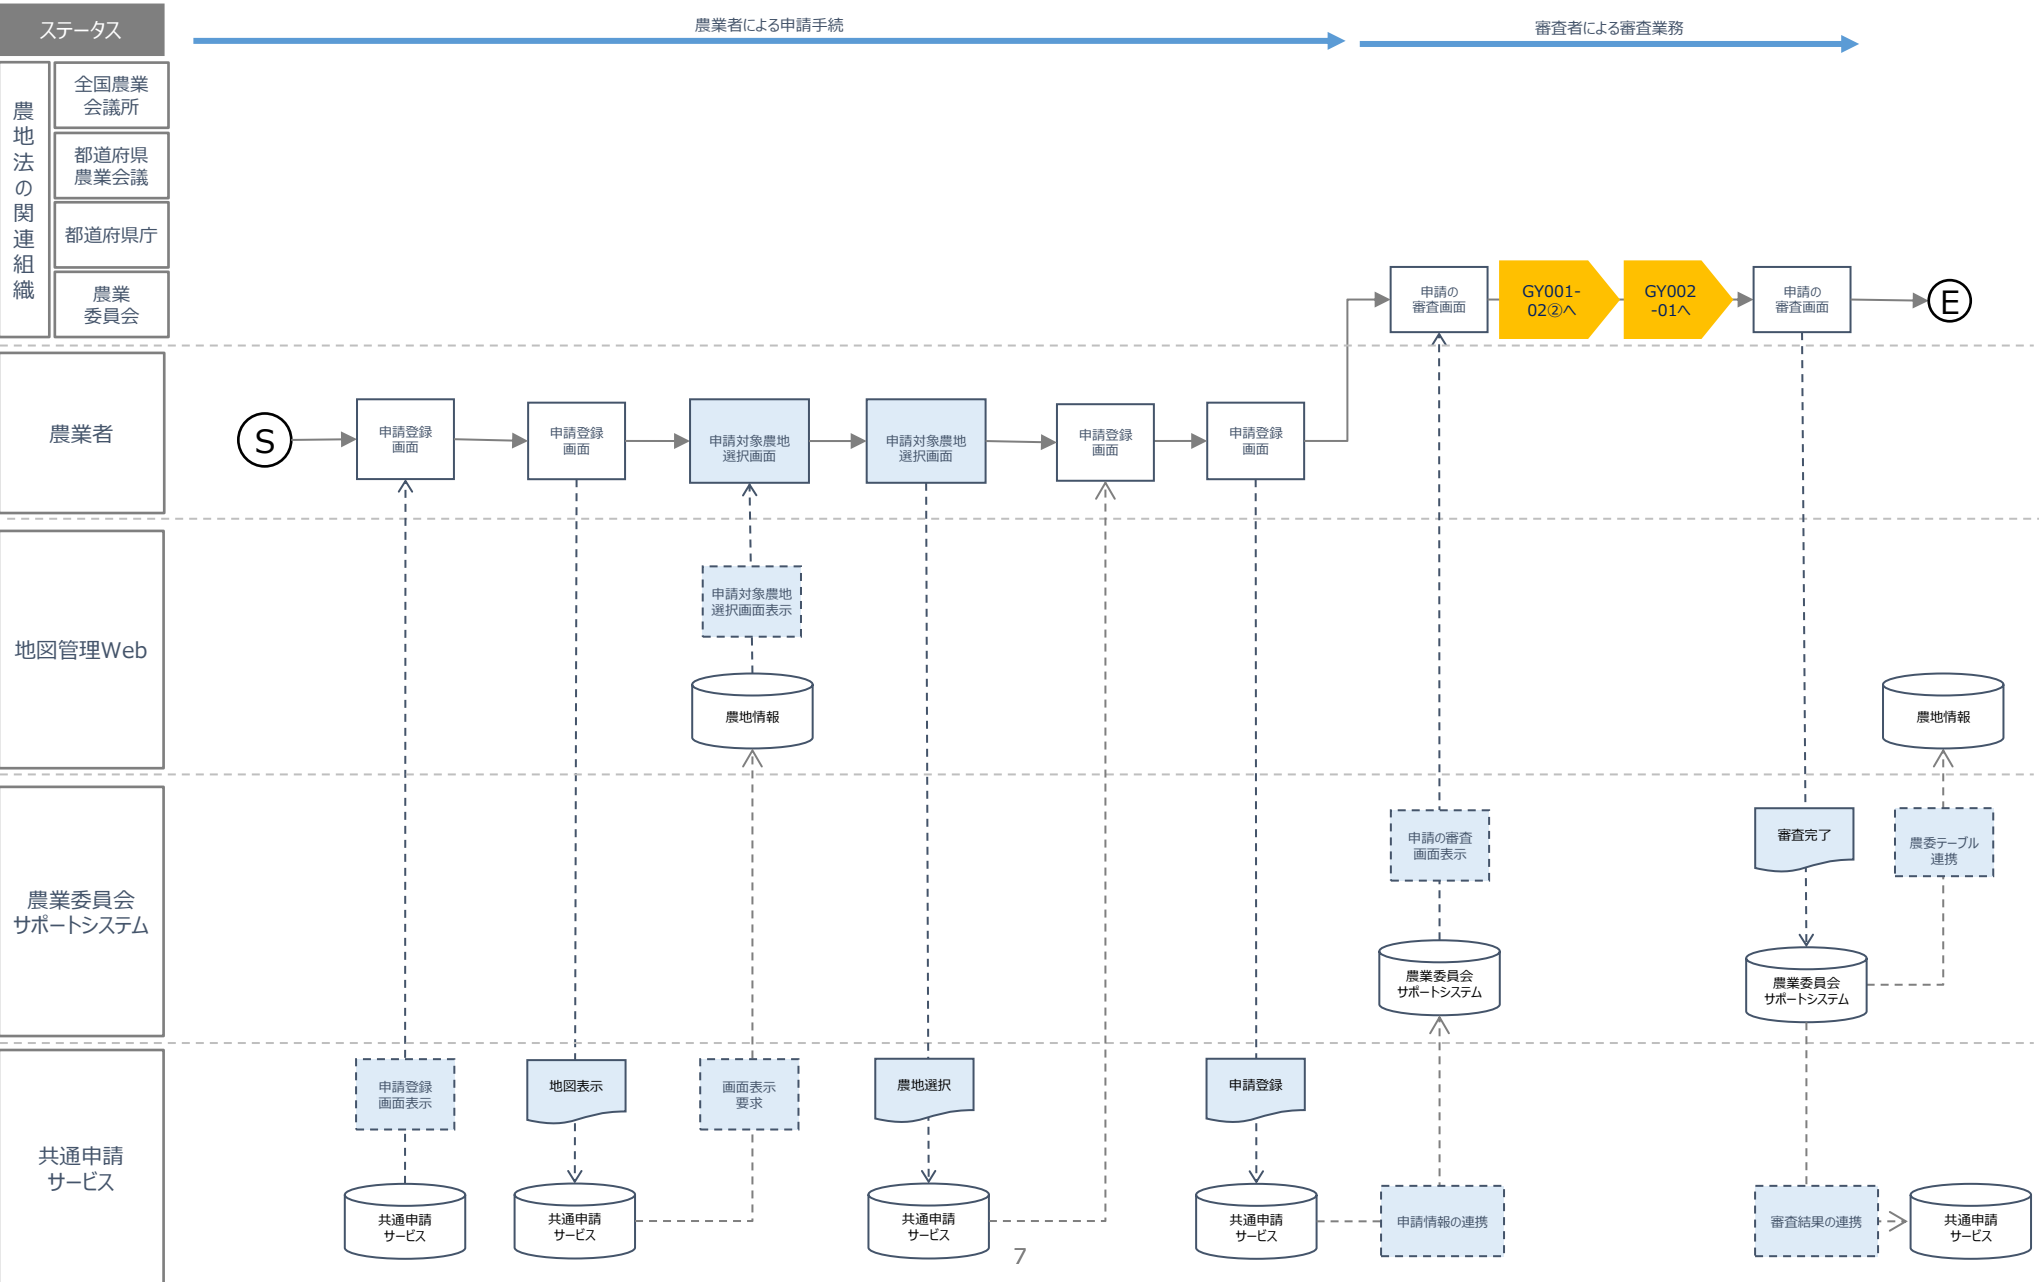 ステータス
農業者による申請手続
審査者による審査業務
農地法の関連組織
全国農業
会議所
都道府県
農業会議
都道府県庁
農業
委員会
申請の
審査画面
GY001-
02②へ
GY002
-01へ
申請の
審査画面
E
農業者
S
申請登録
画面
申請登録
画面
申請対象農地
選択画面
申請対象農地
選択画面
申請登録
画面
申請登録
画面
地図管理Web
申請対象農地
選択画面表示
農地情報
農地情報
農業委員会
サポートシステム
申請の審査
画面表示
審査完了
農委テーブル
連携
農業委員会
サポートシステム
農業委員会
サポートシステム
共通申請
サービス
申請登録
画面表示
地図表示
画面表示
要求
農地選択
申請登録
共通申請
サービス
共通申請
サービス
共通申請
サービス
共通申請
サービス
申請情報の連携
審査結果の連携
共通申請
サービス
7